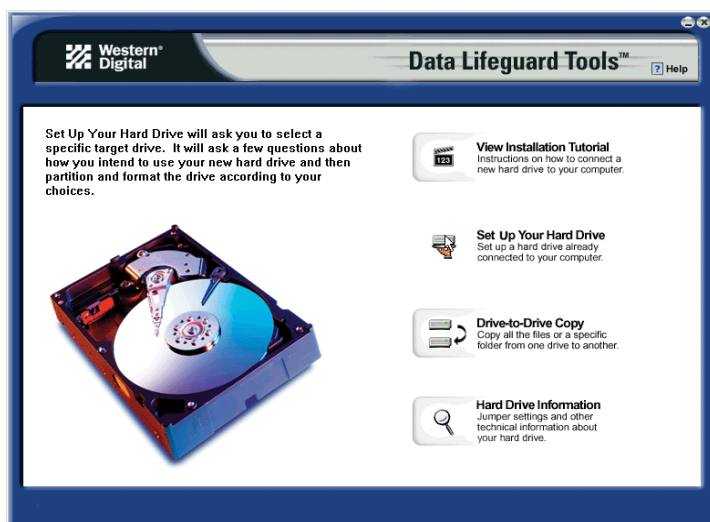 Western®
Digital
Data Lifeguard Tools™
? Help
Set Up Your Hard Drive will ask you to select a
specific target drive. It will ask a few questions about
how you intend to use your new hard drive and then
partition and format the drive according to your
choices.
123
View Installation Tutorial
Instructions on how to connect a
new hard drive to your computer.
Set Up Your Hard Drive
Set up a hard drive already
connected to your computer.
Drive-to-Drive Copy
Copy all the files or a specific
folder from one drive to another.
Hard Drive Information
Jumper settings and other
technical information about
your hard drive.